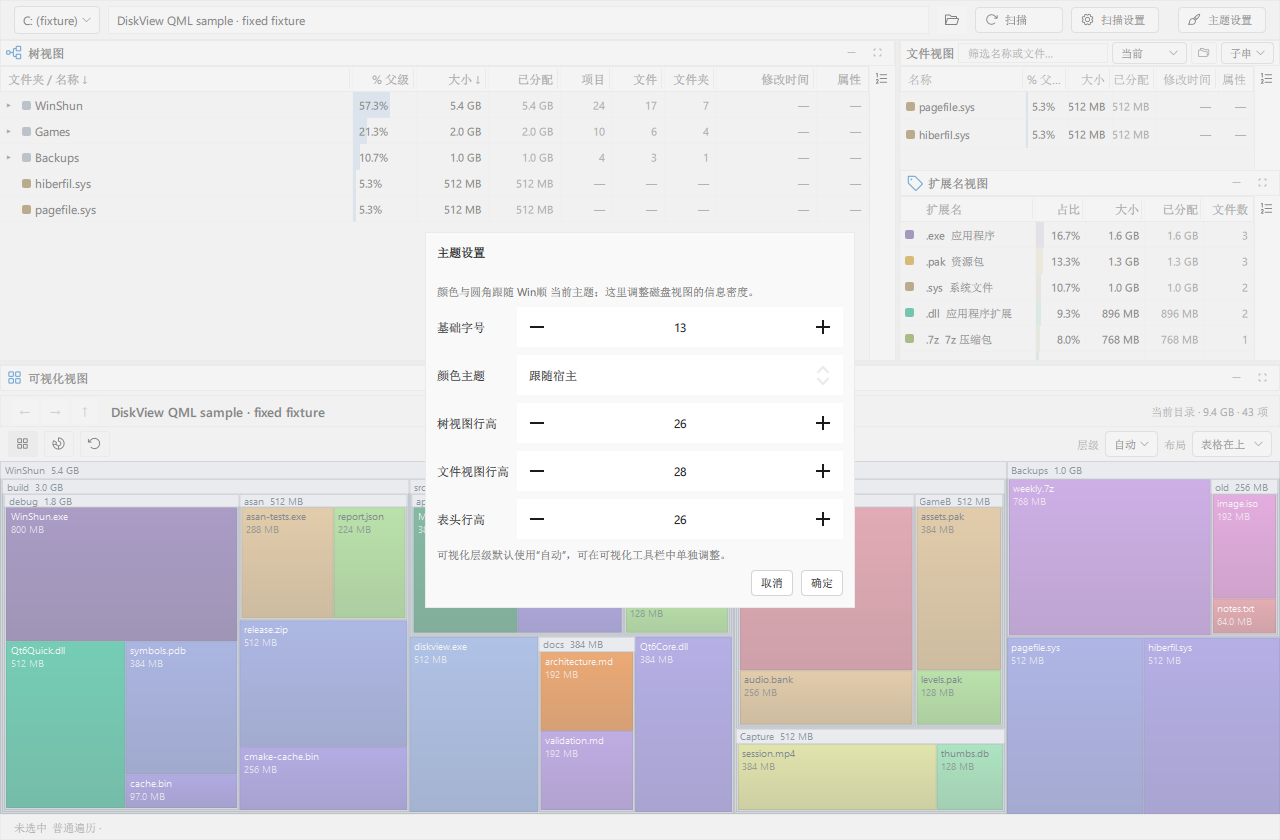 C: (fixture) DiskView QML sample · fixed fixture 扫描 扫描设置 主题设置
树视图
文件夹 / 名称 ↓ % 父级 大小 ↓ 已分配 项目 文件 文件夹 修改时间 属性
WinShun 57.3% 5.4 GB 5.4 GB 24 17 7 — —
Games 21.3% 2.0 GB 2.0 GB 10 6 4 — —
Backups 10.7% 1.0 GB 1.0 GB 4 3 1 — —
hiberfil.sys 5.3% 512 MB 512 MB — — — — —
pagefile.sys 5.3% 512 MB 512 MB — — — — —
文件视图 筛选名称或文件... 当前 子串
名称 % 父... 大小 已分配 修改时间 属性
pagefile.sys 5.3% 512 MB 512 MB — —
hiberfil.sys 5.3% 512 MB 512 MB — —
扩展名视图
扩展名 占比 大小 已分配 文件数
.exe 应用程序 16.7% 1.6 GB 1.6 GB 3
.pak 资源包 13.3% 1.3 GB 1.3 GB 3
.sys 系统文件 10.7% 1.0 GB 1.0 GB 2
.dll 应用程序扩展 9.3% 896 MB 896 MB 2
.7z 7z 压缩包 8.0% 768 MB 768 MB 1
主题设置
颜色与圆角跟随 Win顺 当前主题；这里调整磁盘视图的信息密度。
基础字号 13
颜色主题 跟随宿主
树视图行高 26
文件视图行高 28
表头行高 26
可视化层级默认使用“自动”，可在可视化工具栏中单独调整。
取消 确定
可视化视图
← → ↑ DiskView QML sample · fixed fixture 当前目录 · 9.4 GB · 43 项
层级 自动 布局 表格在上
WinShun 5.4 GB
build 3.0 GB
debug 1.8 GB
WinShun.exe
800 MB
Qt6Quick.dll
512 MB
symbols.pdb
384 MB
cache.bin
97.0 MB
asan 512 MB
asan-tests.exe
288 MB
report.json
224 MB
release.zip
512 MB
cmake-cache.bin
256 MB
src
128 MB
diskview.exe
512 MB
docs 384 MB
architecture.md
192 MB
validation.md
192 MB
Qt6Core.dll
384 MB
audio.bank
256 MB
GameB 512 MB
assets.pak
384 MB
levels.pak
128 MB
Capture 512 MB
session.mp4
384 MB
thumbs.db
128 MB
Backups 1.0 GB
weekly.7z
768 MB
old 256 MB
image.iso
192 MB
notes.txt
64.0 MB
pagefile.sys
512 MB
hiberfil.sys
512 MB
未选中 普通遍历 ·